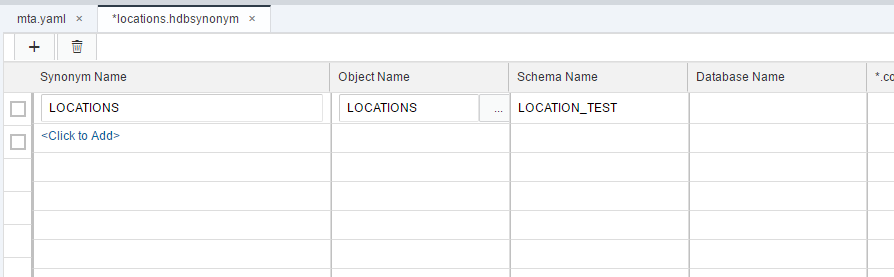 mta.yaml × *locations.hdbsynonym ×
Synonym Name Object Name Schema Name Database Name *.co
LOCATIONS LOCATIONS ... LOCATION_TEST
<Click to Add>